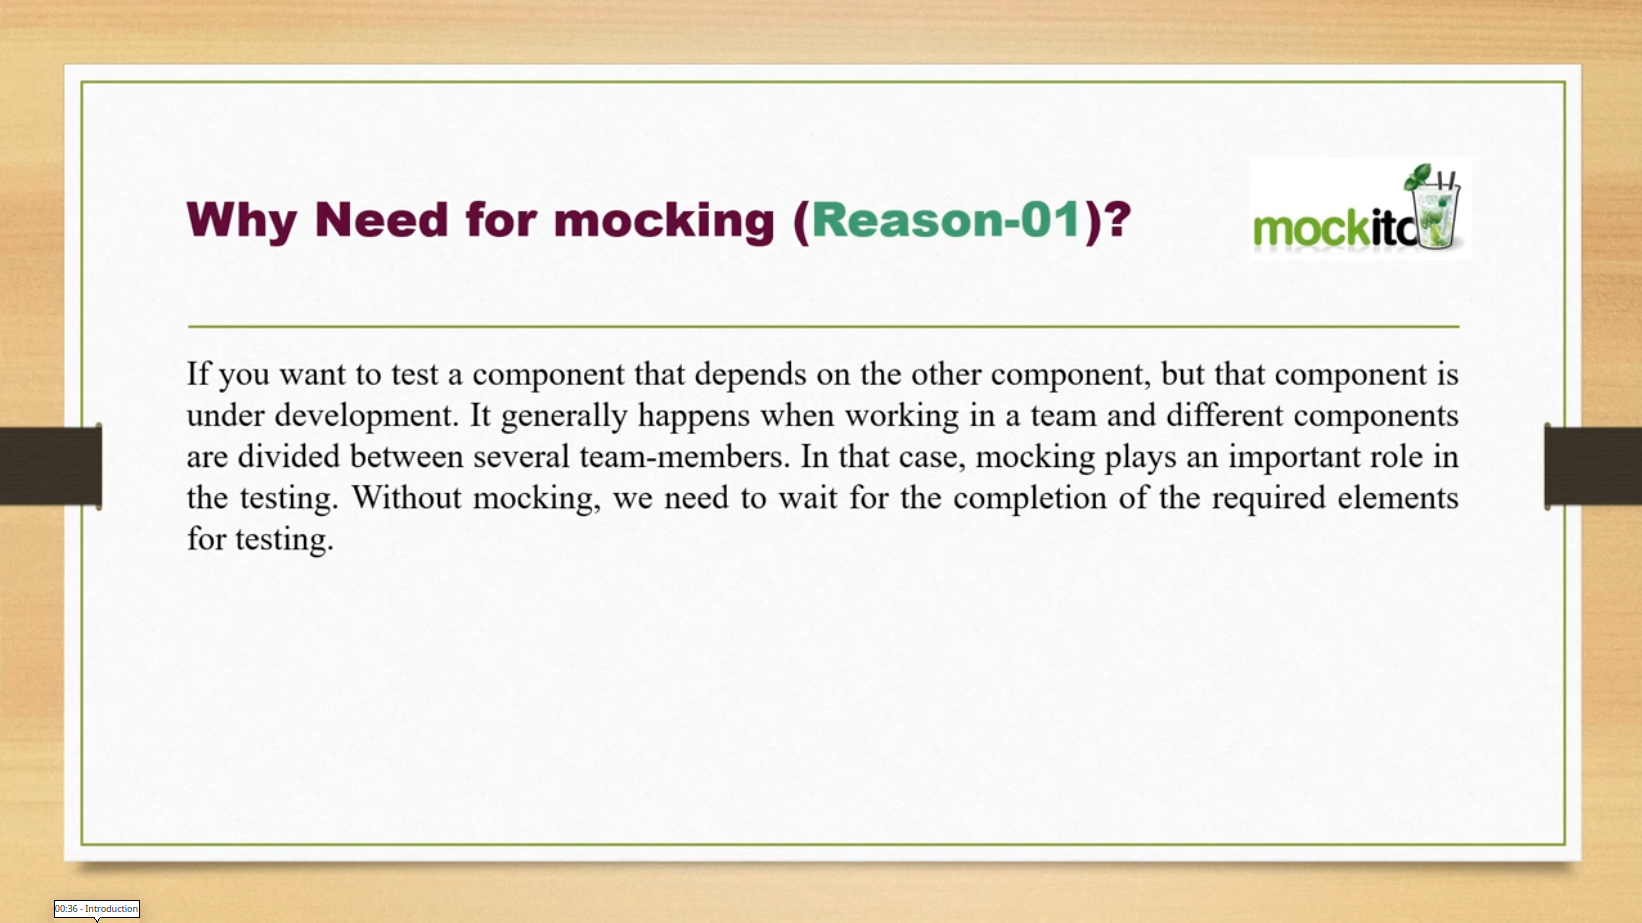 Why Need for mocking (Reason-01)?
mockito
If you want to test a component that depends on the other component, but that component is
under development. It generally happens when working in a team and different components
are divided between several team-members. In that case, mocking plays an important role in
the testing. Without mocking, we need to wait for the completion of the required elements
for testing.
00:36 - Introduction